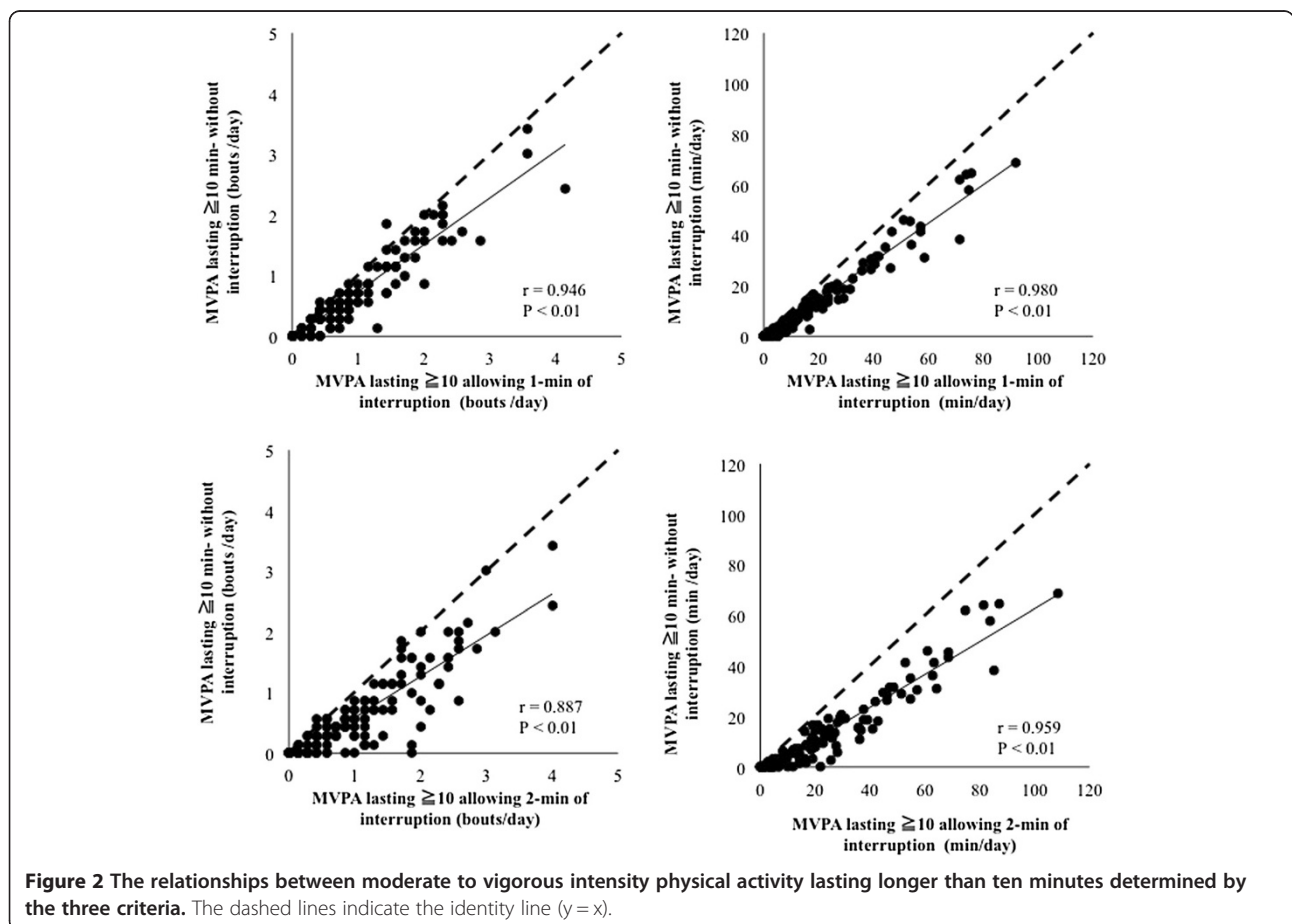 MVPA lasting ≧10 min- without
interruption (bouts /day)
5
4
3
2
1
0
r = 0.946
P < 0.01
0 1 2 3 4 5
MVPA lasting ≧10 allowing 1-min of
interruption (bouts /day)
MVPA lasting ≧10 min- without
interruption (min/day)
120
100
80
60
40
20
0
r = 0.980
P < 0.01
0 20 40 60 80 100 120
MVPA lasting ≧10 allowing 1-min of
interruption (min/day)
MVPA lasting ≧10 min- without
interruption (bouts /day)
5
4
3
2
1
0
r = 0.887
P < 0.01
0 1 2 3 4 5
MVPA lasting ≧10 allowing 2-min of
interruption (bouts/day)
MVPA lasting ≧10 min- without
interruption (min /day)
120
100
80
60
40
20
0
r = 0.959
P < 0.01
0 20 40 60 80 100 120
MVPA lasting ≧10 allowing 2-min of
interruption (min/day)
Figure 2 The relationships between moderate to vigorous intensity physical activity lasting longer than ten minutes determined by
the three criteria. The dashed lines indicate the identity line (y = x).